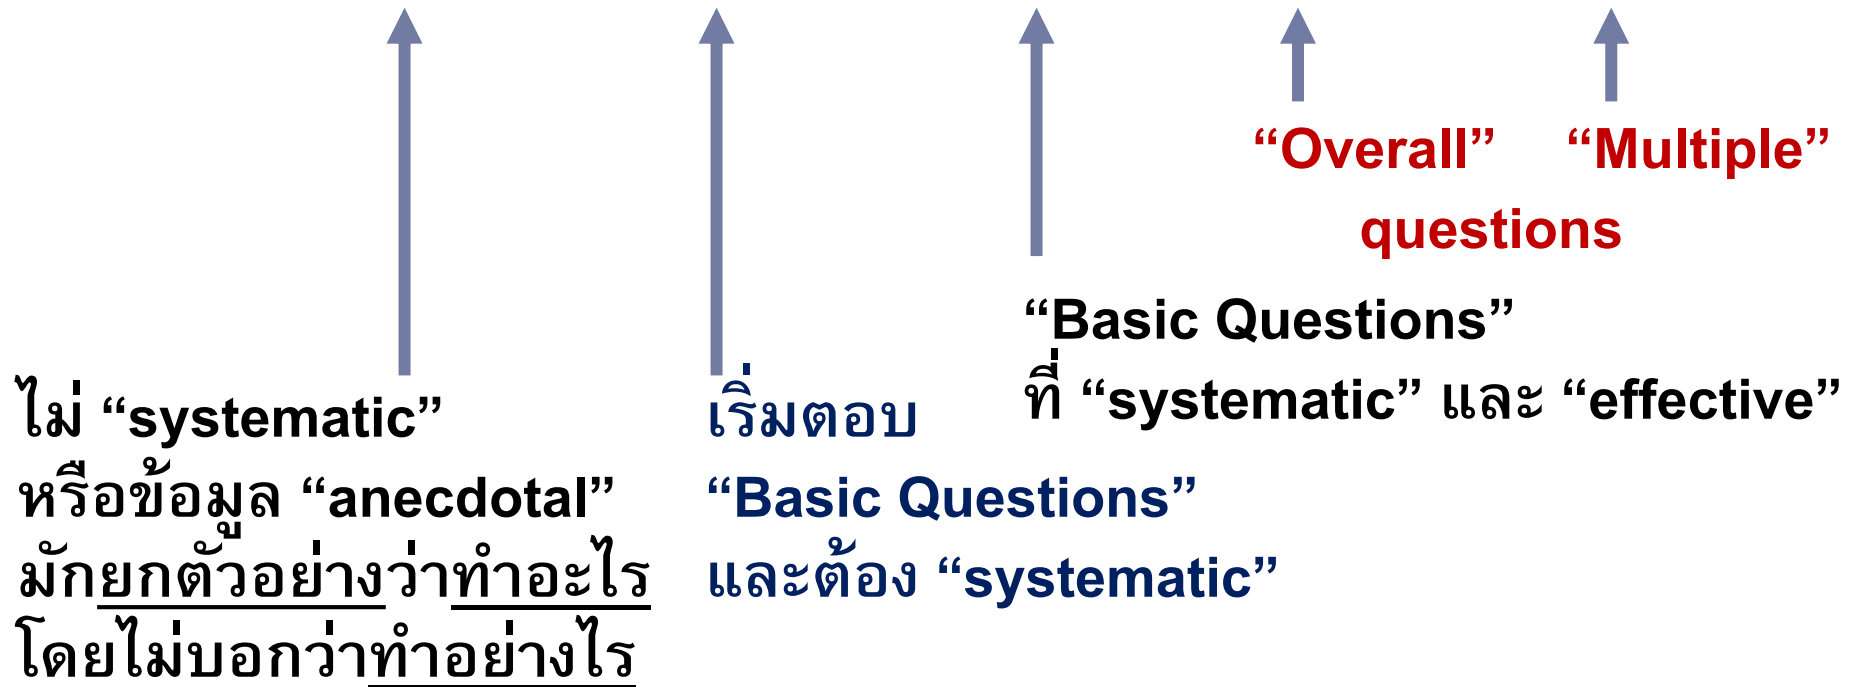 “Overall” “Multiple”
questions
“Basic Questions”
ที่ “systematic” และ “effective”
ไม่ “systematic”
หรือข้อมูล “anecdotal”
มักยกตัวอย่างว่าทำอะไร
โดยไม่บอกว่าทำอย่างไร
เริ่มตอบ
“Basic Questions”
และต้อง “systematic”